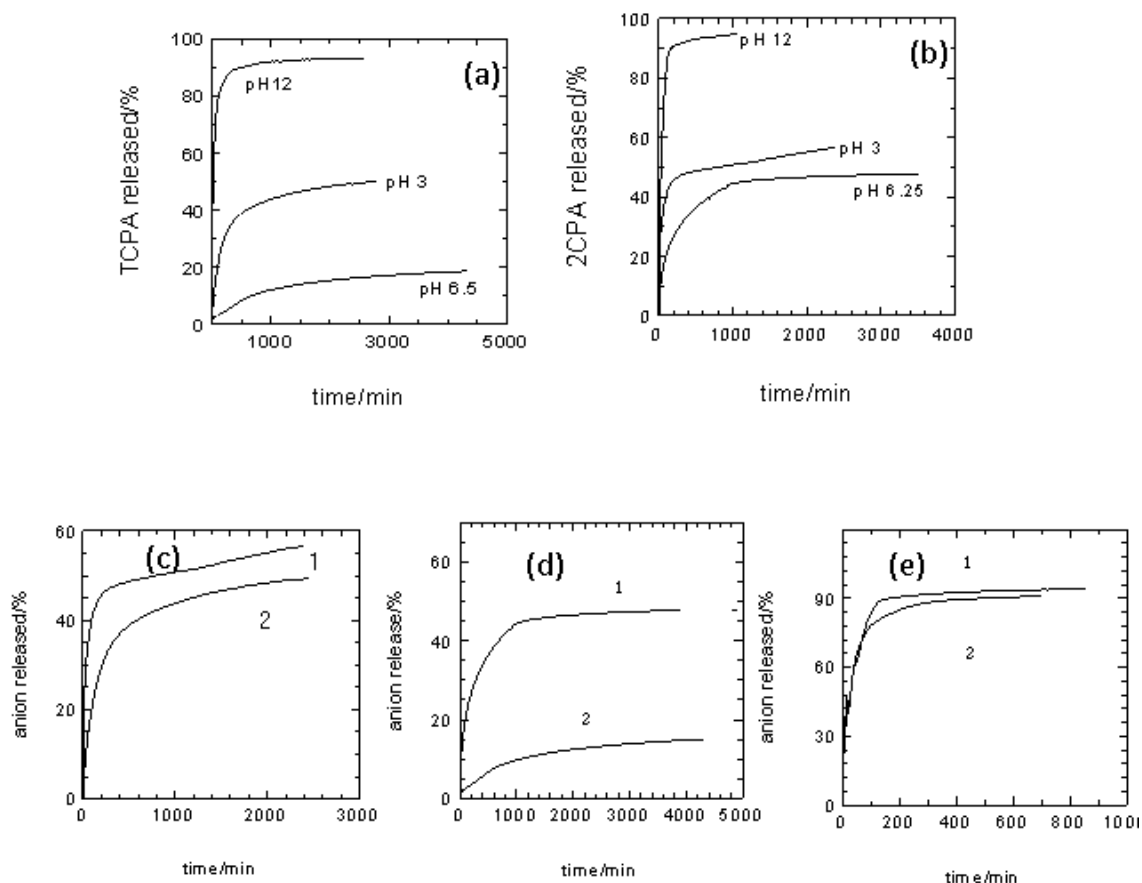 (a)
TCPA released/%
100
80
60
40
20
0
pH12
pH 3
pH 6.5
1000
3000
5000
time/min
(b)
2CPA released/%
100
80
60
40
20
0
pH 12
pH 3
pH 6.25
0
1000
2000
3000
4000
time/min
(c)
anion released/%
60
40
20
0
1
2
0
1000
2000
3000
time/min
(d)
anion release/%
60
40
20
0
1
2
0
1000
2000
3000
4000
5000
time/min
(e)
anion released/%
90
60
30
0
1
2
0
200
400
600
800
time/min